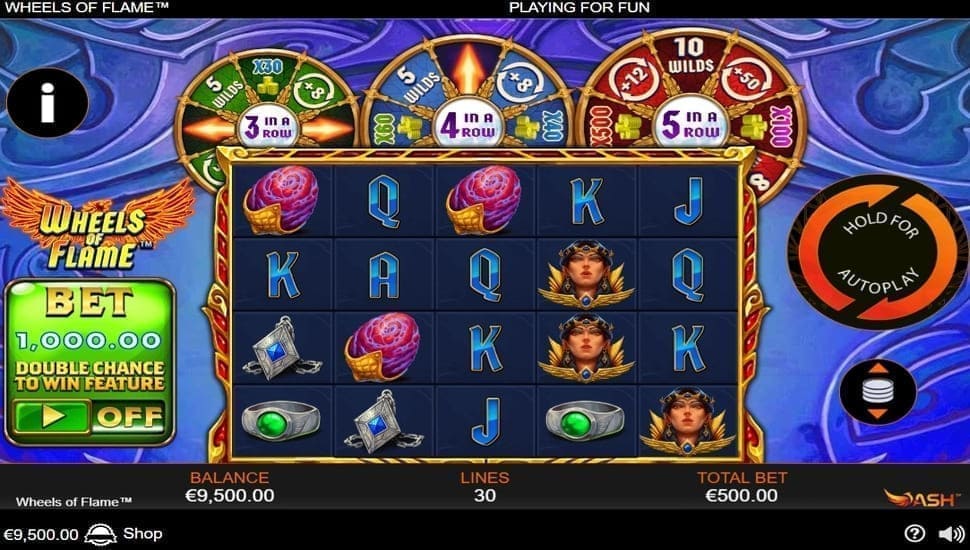 WHEELS OF FLAME™ PLAYING FOR FUN
i
5 WILDS X30 +8
3 IN A ROW
X60 5 WILDS +8 X40
4 IN A ROW
X500 +12 10 WILDS +50 X100
5 IN A ROW
8
WHEELS OF FLAME™
BET
1,000.00
DOUBLE CHANCE
TO WIN FEATURE
OFF
Q K J
K A Q Q
K K
J
HOLD FOR
AUTOPLAY
BALANCE LINES TOTAL BET
€9,500.00 30 €500.00
Wheels of Flame™
DASH™
€9,500.00 Shop
?